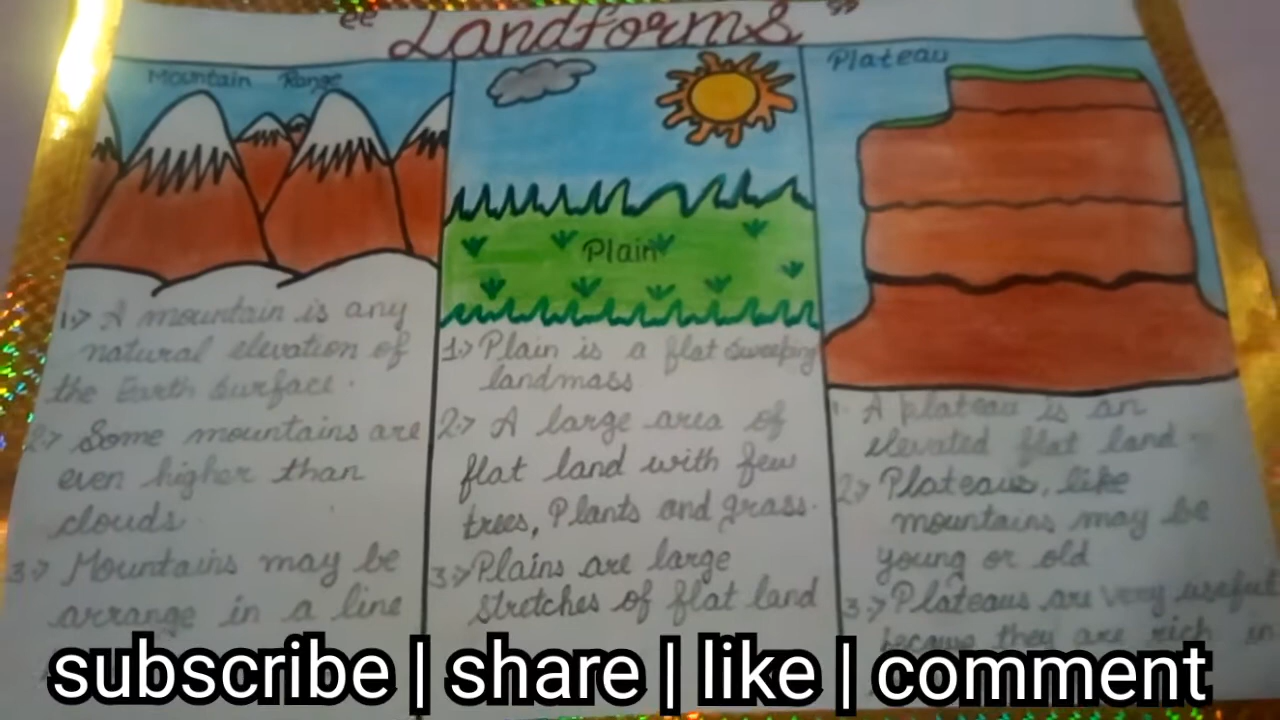 “ Landforms ”
Mountain Range
1.> A mountain is any
natural elevation of
the Earth surface.
2.> Some mountains are
even higher than
clouds.
3.> Mountains may be
arrange in a line
Plain
1.> Plain is a flat sweeping
landmass
2.> A large area of
flat land with few
trees, Plants and grass.
3.> Plains are large
stretches of flat land
Plateau
1. A plateau is an
elevated flat land.
2.> Plateaus, like
mountains may be
young or old
3.> Plateaus are very useful
because they are rich in
subscribe | share | like | comment